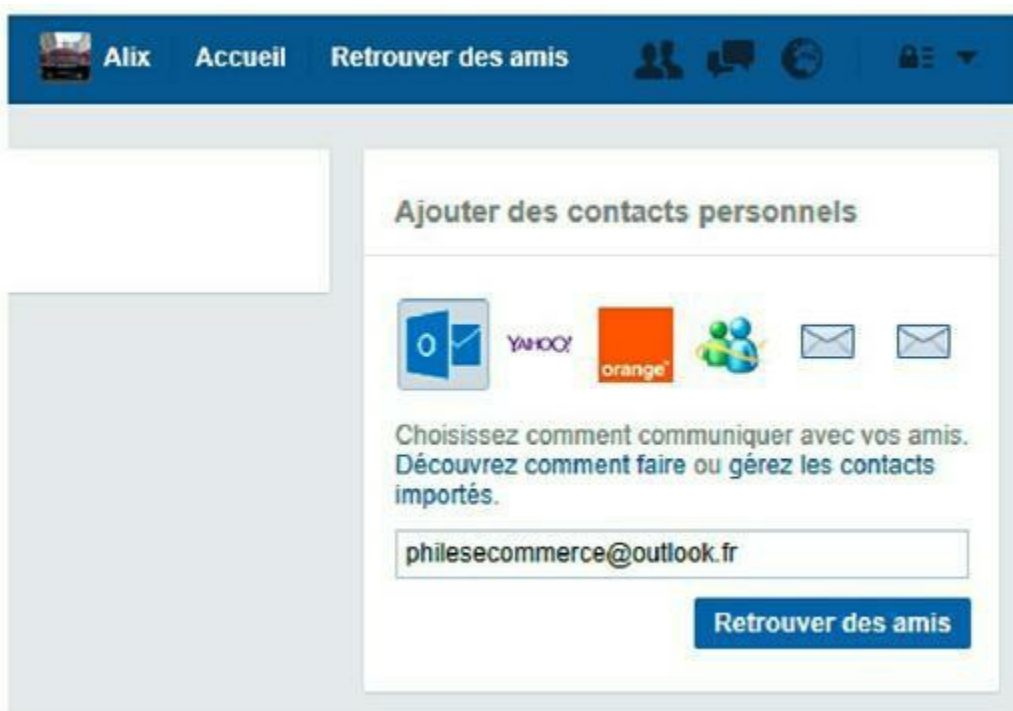 Alix Accueil Retrouver des amis
Ajouter des contacts personnels
O YAHOO! orange
Choisissez comment communiquer avec vos amis.
Découvrez comment faire ou gérez les contacts
importés.
philesecommerce@outlook.fr
Retrouver des amis